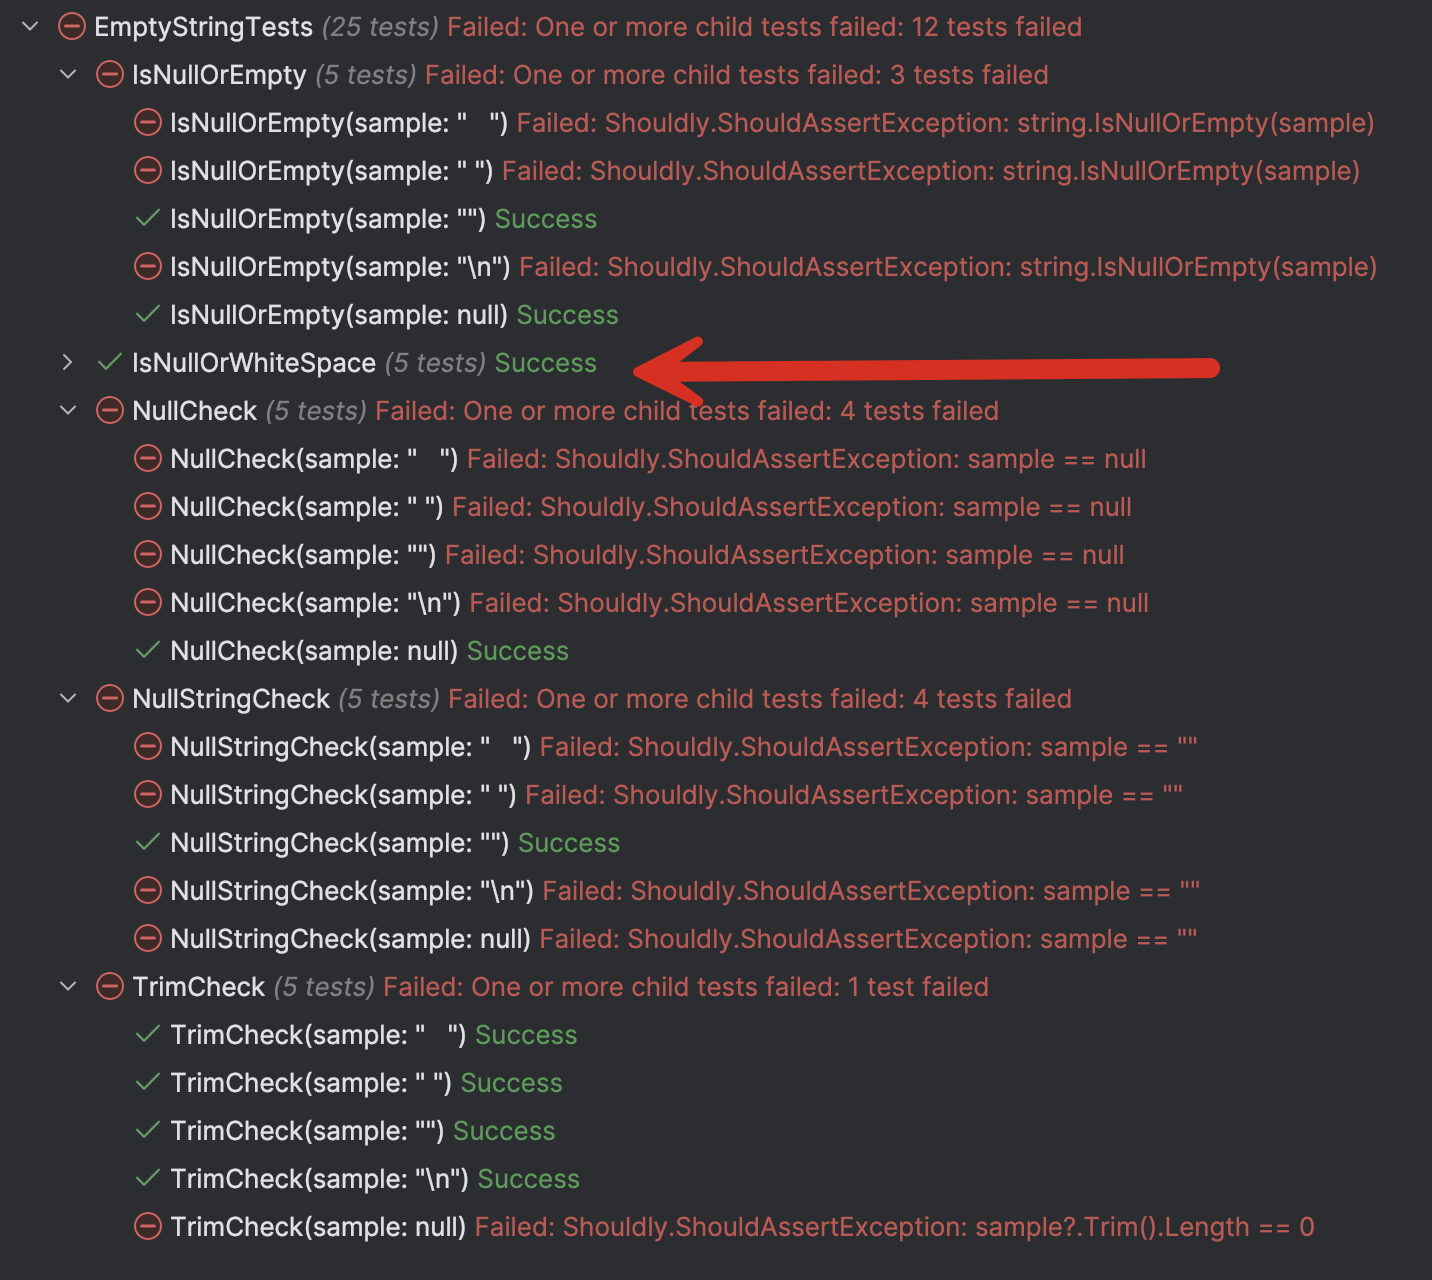 EmptyStringTests (25 tests) Failed: One or more child tests failed: 12 tests failed
IsNullOrEmpty (5 tests) Failed: One or more child tests failed: 3 tests failed
IsNullOrEmpty(sample: "   ") Failed: Shouldly.ShouldAssertException: string.IsNullOrEmpty(sample)
IsNullOrEmpty(sample: " ") Failed: Shouldly.ShouldAssertException: string.IsNullOrEmpty(sample)
IsNullOrEmpty(sample: "") Success
IsNullOrEmpty(sample: "\n") Failed: Shouldly.ShouldAssertException: string.IsNullOrEmpty(sample)
IsNullOrEmpty(sample: null) Success
IsNullOrWhiteSpace (5 tests) Success
NullCheck (5 tests) Failed: One or more child tests failed: 4 tests failed
NullCheck(sample: "   ") Failed: Shouldly.ShouldAssertException: sample == null
NullCheck(sample: " ") Failed: Shouldly.ShouldAssertException: sample == null
NullCheck(sample: "") Failed: Shouldly.ShouldAssertException: sample == null
NullCheck(sample: "\n") Failed: Shouldly.ShouldAssertException: sample == null
NullCheck(sample: null) Success
NullStringCheck (5 tests) Failed: One or more child tests failed: 4 tests failed
NullStringCheck(sample: "   ") Failed: Shouldly.ShouldAssertException: sample == ""
NullStringCheck(sample: " ") Failed: Shouldly.ShouldAssertException: sample == ""
NullStringCheck(sample: "") Success
NullStringCheck(sample: "\n") Failed: Shouldly.ShouldAssertException: sample == ""
NullStringCheck(sample: null) Failed: Shouldly.ShouldAssertException: sample == ""
TrimCheck (5 tests) Failed: One or more child tests failed: 1 test failed
TrimCheck(sample: "   ") Success
TrimCheck(sample: " ") Success
TrimCheck(sample: "") Success
TrimCheck(sample: "\n") Success
TrimCheck(sample: null) Failed: Shouldly.ShouldAssertException: sample?.Trim().Length == 0